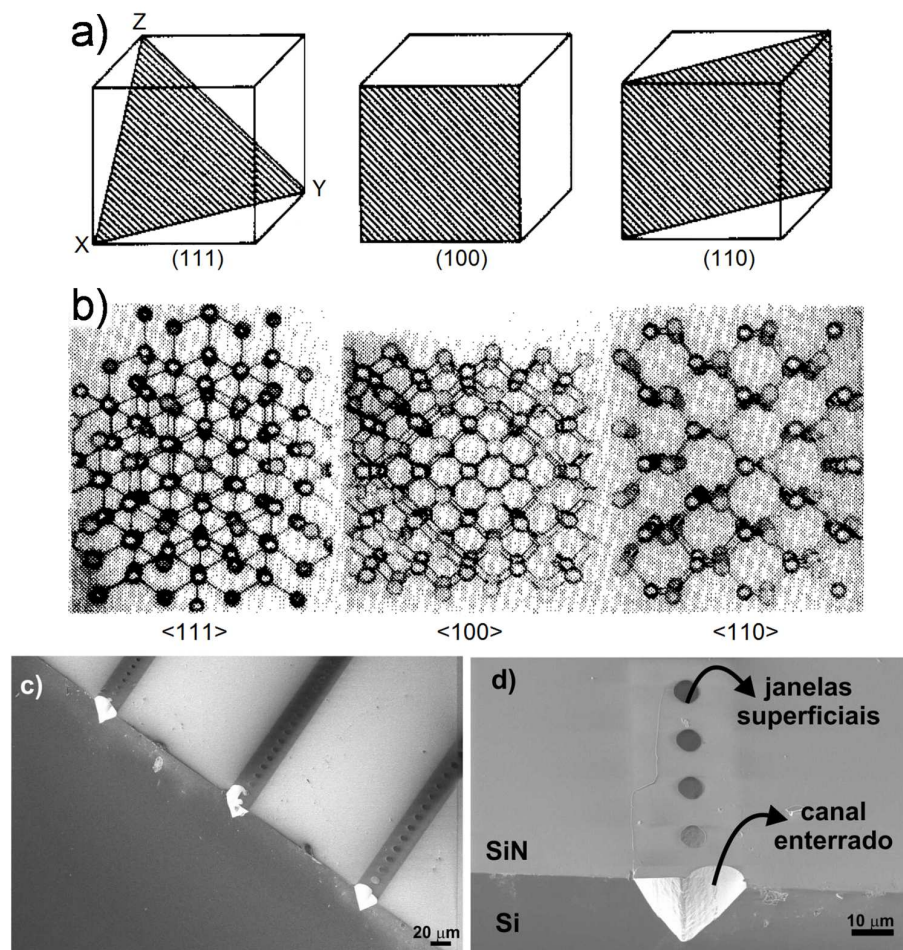 a)
Z
X
Y
(111)
(100)
(110)
b)
<111>
<100>
<110>
c)
20 μm
d)
janelas
superficiais
canal
enterrado
SiN
Si
10 μm